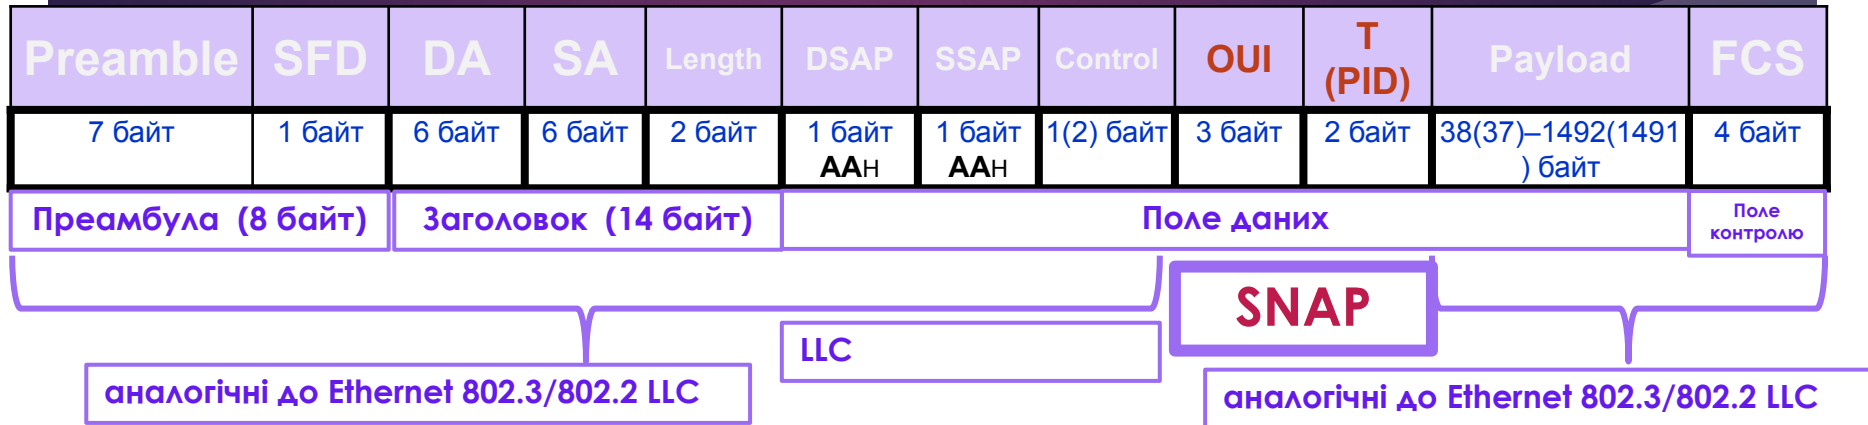 Preamble SFD DA SA Length DSAP SSAP Control OUI T (PID) Payload FCS
7 байт 1 байт 6 байт 6 байт 2 байт 1 байт 1 байт 1(2) байт 3 байт 2 байт 38(37)–1492(1491 4 байт
ААН ААН ) байт
Преамбула (8 байт) Заголовок (14 байт) Поле даних Поле контролю
SNAP
LLC
аналогічні до Ethernet 802.3/802.2 LLC аналогічні до Ethernet 802.3/802.2 LLC